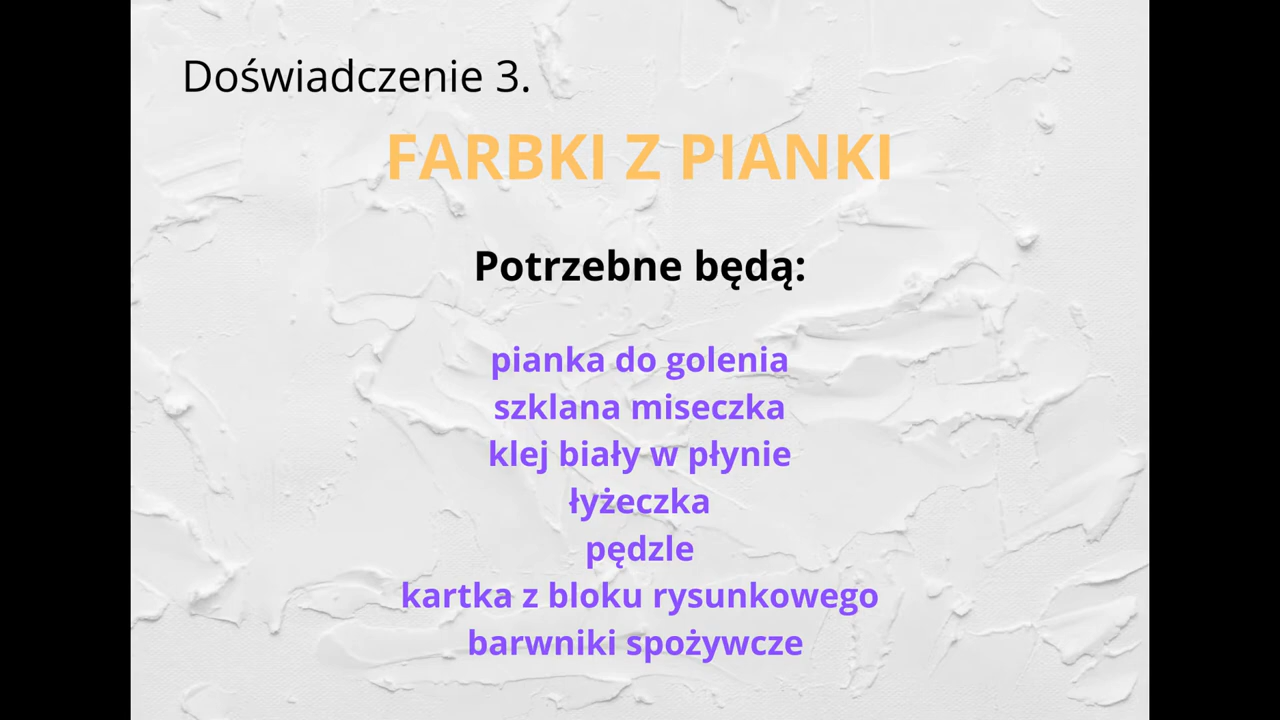 Doświadczenie 3.
FARBKI Z PIANKI
Potrzebne będą:
pianka do golenia
szklana miseczka
klej biały w płynie
łyżeczka
pędzle
kartka z bloku rysunkowego
barwniki spożywcze